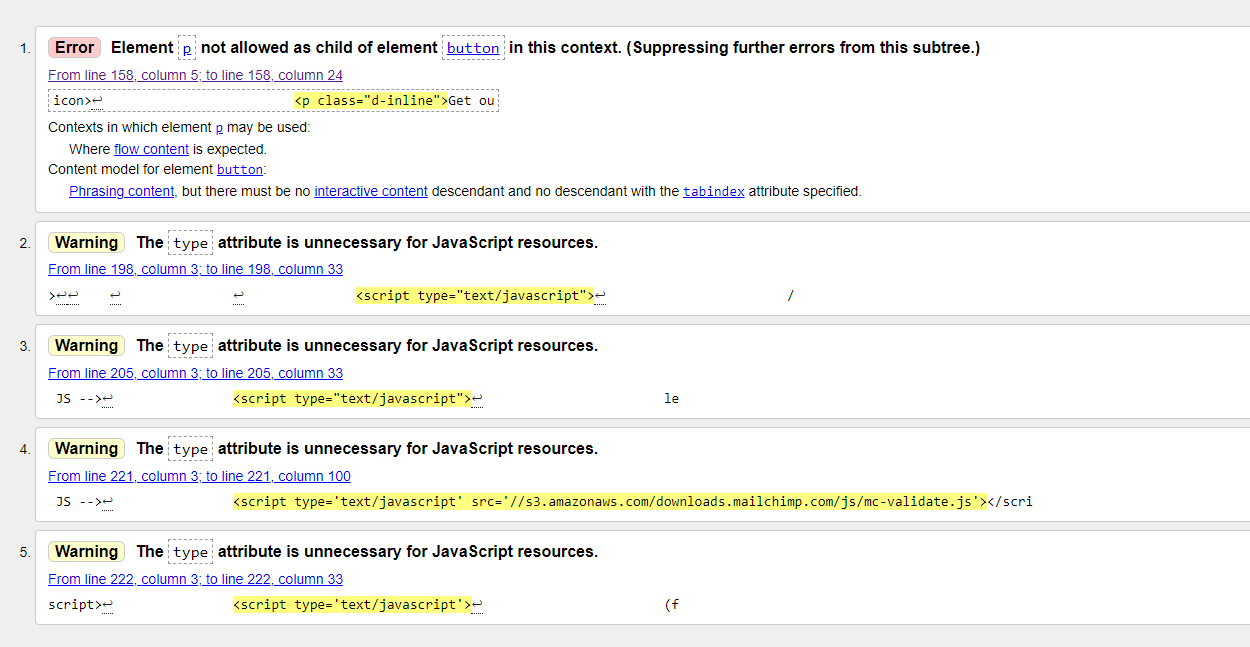 1. Error Element p not allowed as child of element button in this context. (Suppressing further errors from this subtree.)
From line 158, column 5; to line 158, column 24
icon>↩ <p class="d-inline">Get ou
Contexts in which element p may be used:
Where flow content is expected.
Content model for element button:
Phrasing content, but there must be no interactive content descendant and no descendant with the tabindex attribute specified.
2. Warning The type attribute is unnecessary for JavaScript resources.
From line 198, column 3; to line 198, column 33
>↩↩ ↩ ↩ <script type="text/javascript">↩ /
3. Warning The type attribute is unnecessary for JavaScript resources.
From line 205, column 3; to line 205, column 33
JS -->↩ <script type="text/javascript">↩ le
4. Warning The type attribute is unnecessary for JavaScript resources.
From line 221, column 3; to line 221, column 100
JS -->↩ <script type='text/javascript' src='//s3.amazonaws.com/downloads.mailchimp.com/js/mc-validate.js'></scri
5. Warning The type attribute is unnecessary for JavaScript resources.
From line 222, column 3; to line 222, column 33
script>↩ <script type='text/javascript'>↩ (f